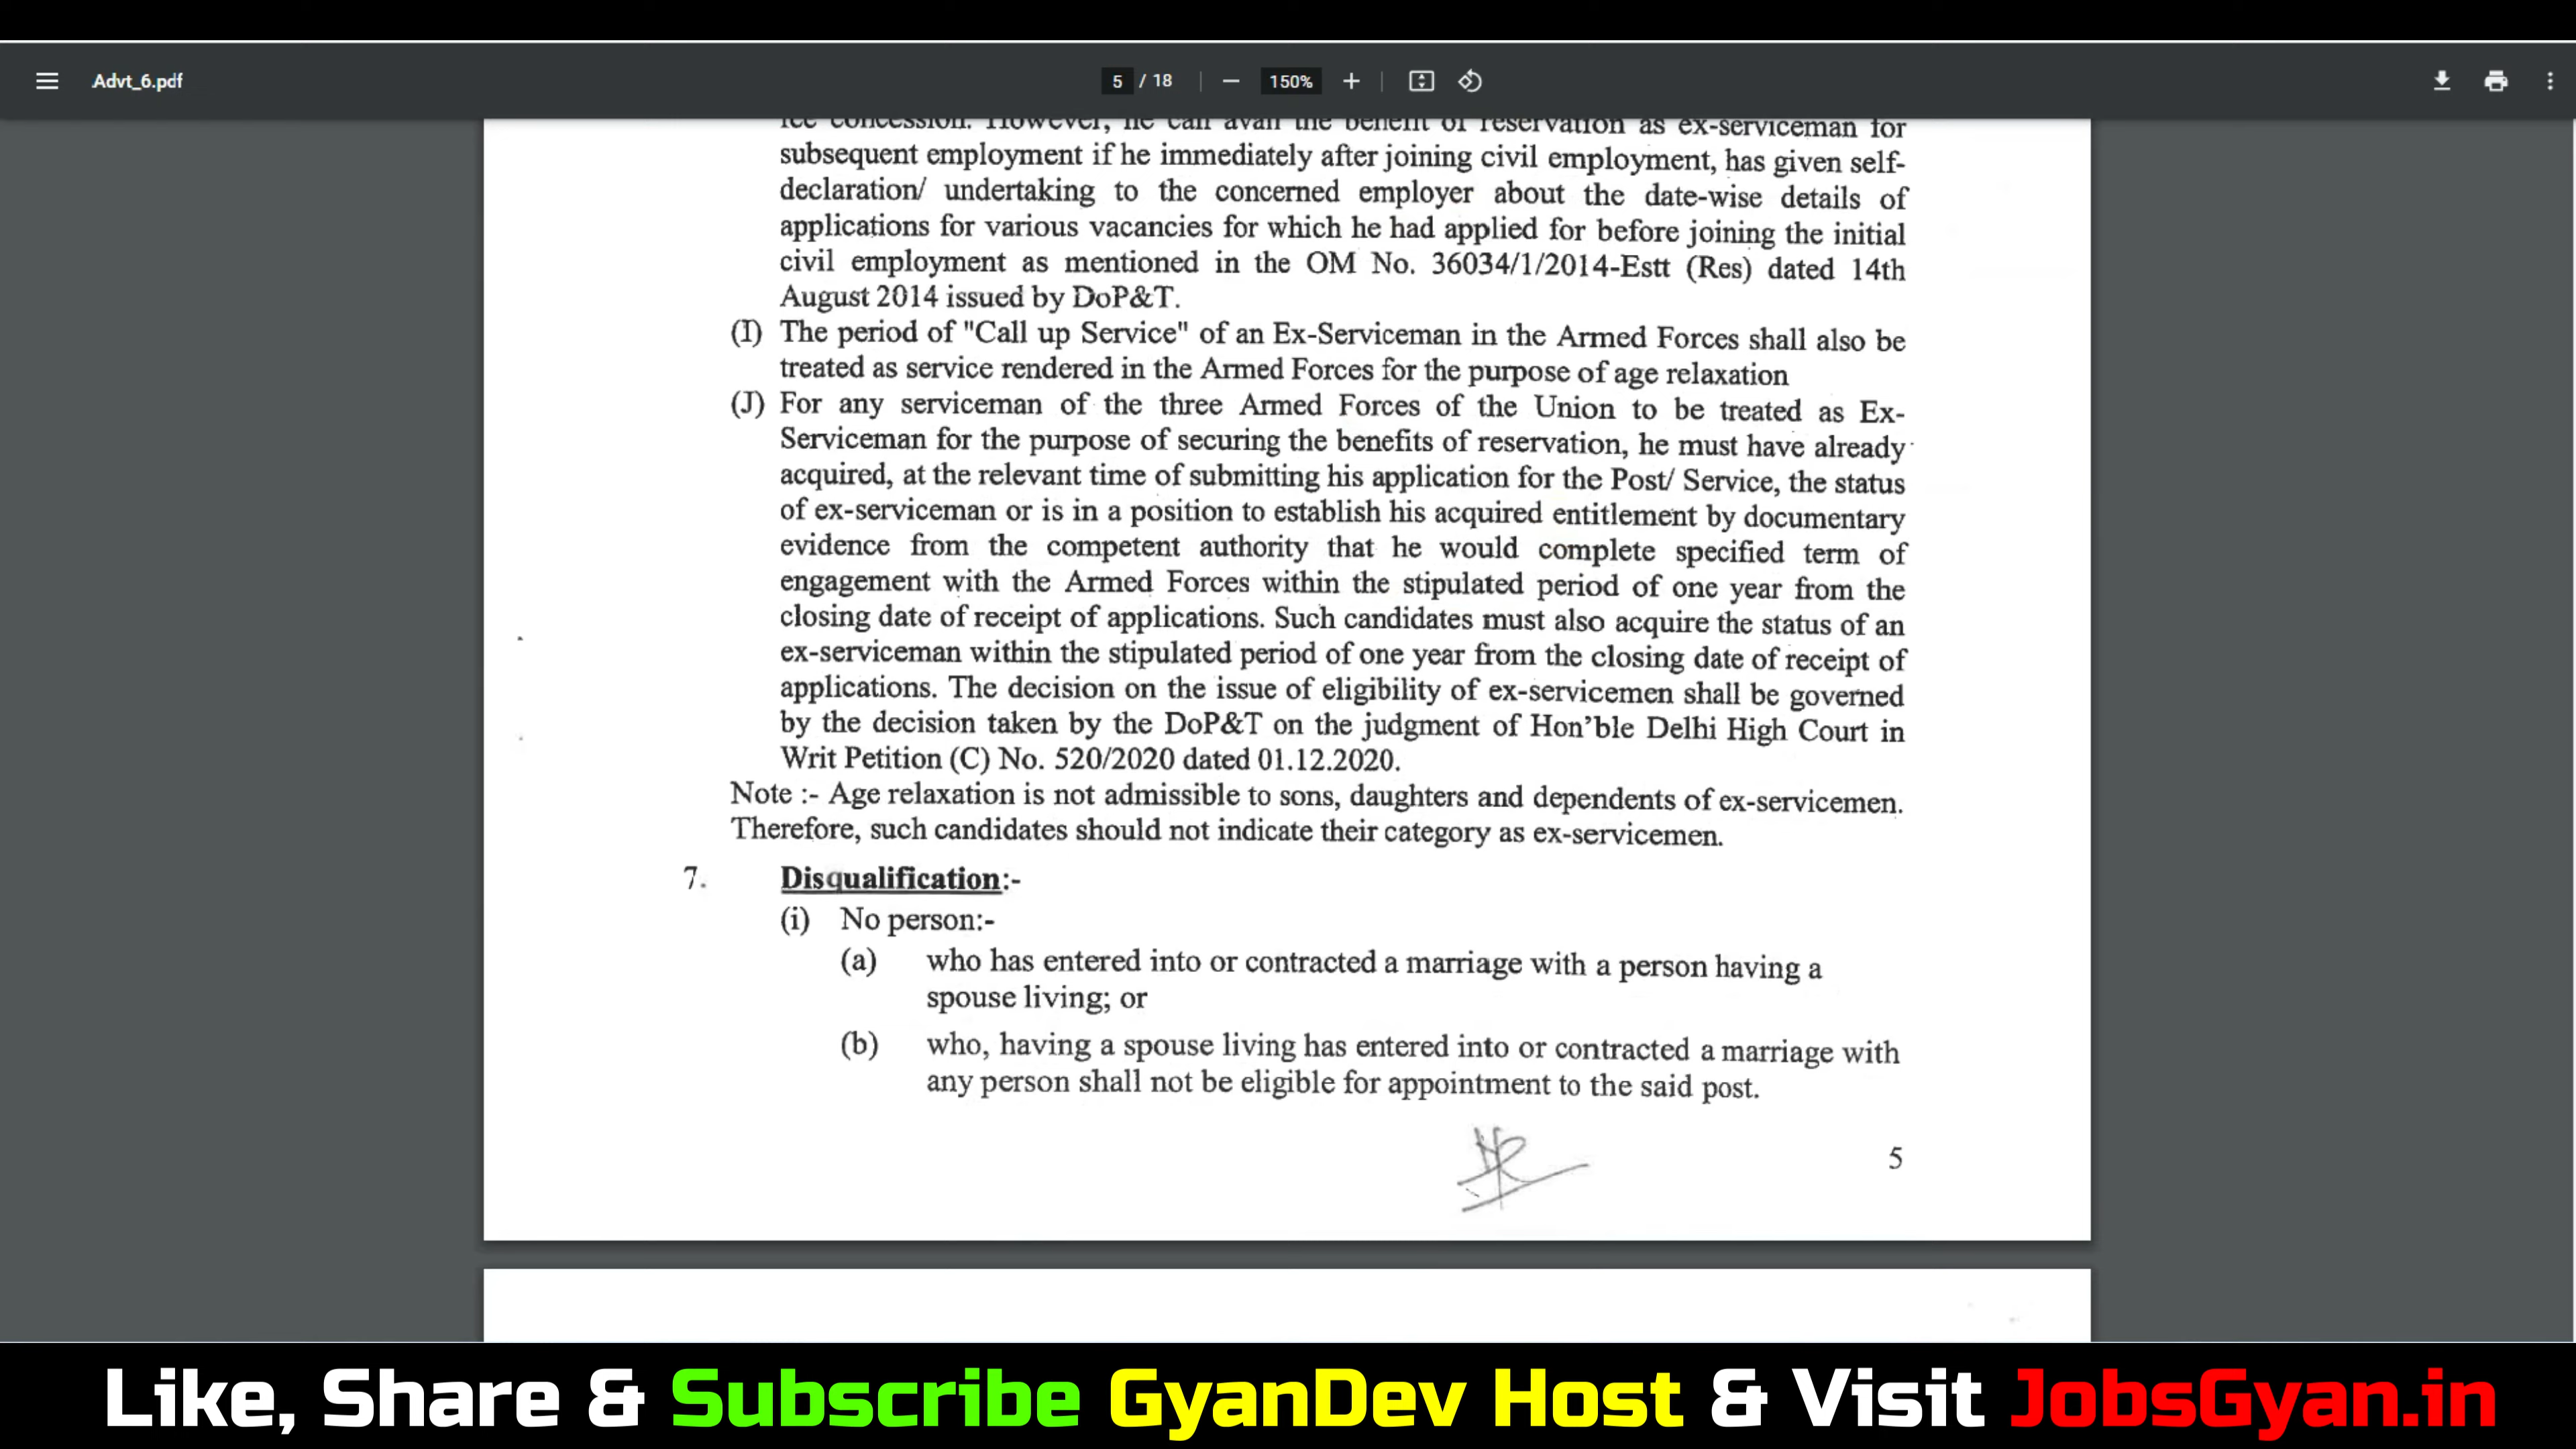 Advt_6.pdf
5 / 18
150%
fee concession. However, he can avail the benefit of reservation as ex-serviceman for
subsequent employment if he immediately after joining civil employment, has given self-
declaration/ undertaking to the concerned employer about the date-wise details of
applications for various vacancies for which he had applied for before joining the initial
civil employment as mentioned in the OM No. 36034/1/2014-Estt (Res) dated 14th
August 2014 issued by DoP&T.
(I) The period of "Call up Service" of an Ex-Serviceman in the Armed Forces shall also be
treated as service rendered in the Armed Forces for the purpose of age relaxation
(J) For any serviceman of the three Armed Forces of the Union to be treated as Ex-
Serviceman for the purpose of securing the benefits of reservation, he must have already
acquired, at the relevant time of submitting his application for the Post/ Service, the status
of ex-serviceman or is in a position to establish his acquired entitlement by documentary
evidence from the competent authority that he would complete specified term of
engagement with the Armed Forces within the stipulated period of one year from the
closing date of receipt of applications. Such candidates must also acquire the status of an
ex-serviceman within the stipulated period of one year from the closing date of receipt of
applications. The decision on the issue of eligibility of ex-servicemen shall be governed
by the decision taken by the DoP&T on the judgment of Hon'ble Delhi High Court in
Writ Petition (C) No. 520/2020 dated 01.12.2020.
Note :- Age relaxation is not admissible to sons, daughters and dependents of ex-servicemen.
Therefore, such candidates should not indicate their category as ex-servicemen.
7. Disqualification:-
(i) No person:-
(a) who has entered into or contracted a marriage with a person having a
spouse living; or
(b) who, having a spouse living has entered into or contracted a marriage with
any person shall not be eligible for appointment to the said post.
5
Like, Share & Subscribe GyanDev Host & Visit JobsGyan.in